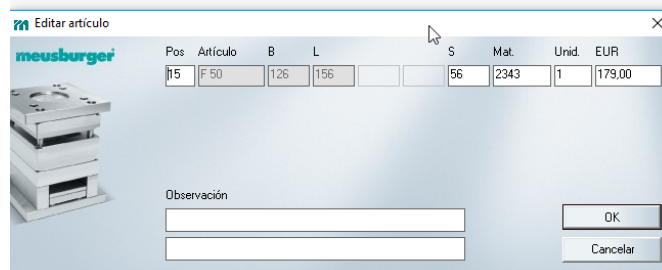 Editar artículo
meusburger
Pos Artículo B L S Mat. Unid. EUR
15 F 50 126 156 56 2343 1 179,00
Observación
OK
Cancelar